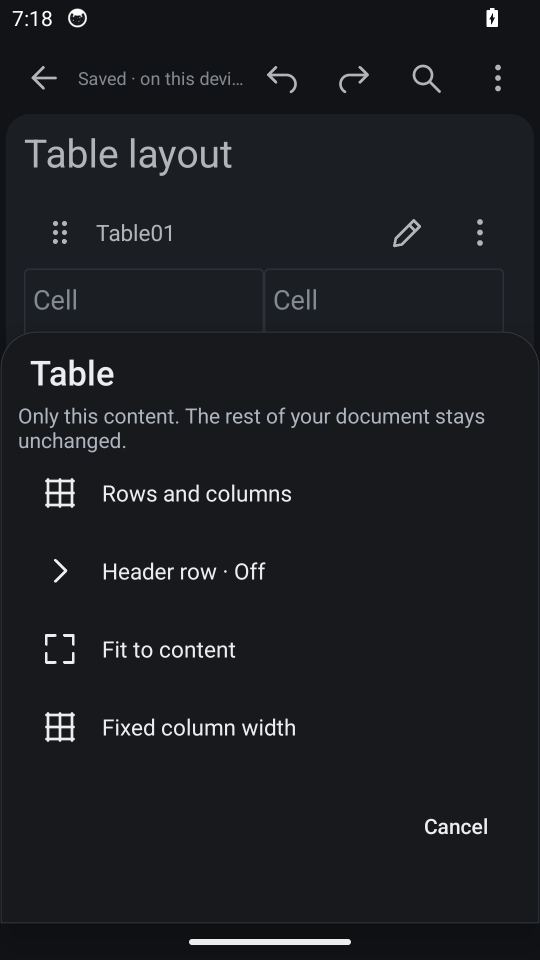 7:18
Saved · on this devi…
Table layout
Table01
Cell Cell
Table
Only this content. The rest of your document stays
unchanged.
Rows and columns
Header row · Off
Fit to content
Fixed column width
Cancel